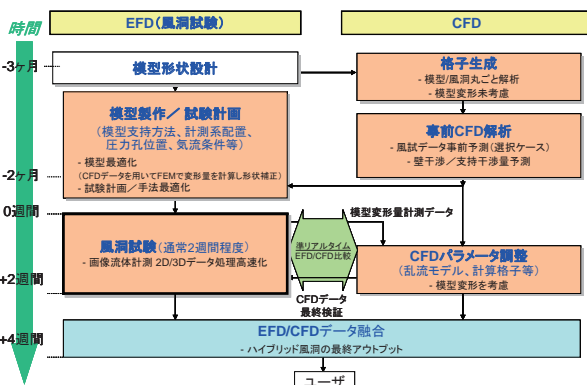 EFD(風洞試験)
CFD
時間
-3ヶ月
模型形状設計
格子生成
- 模型/風洞丸ごと解析
- 模型変形未考慮
模型製作/ 試験計画
(模型支持方法、計測系配置、
圧力孔位置、気流条件等)
- 模型最適化
(CFDデータを用いてFEMで変形量を計算し形状補正)
- 試験計画/手法最適化
事前CFD解析
- 風試データ事前予測(選択ケース)
- 壁干渉/支持干渉量予測
-2ヶ月
0週間
模型変形量計測データ
風洞試験(通常2週間程度)
- 画像流体計測 2D/3Dデータ処理高速化
準リアルタイム
EFD/CFD比較
CFDパラメータ調整
(乱流モデル、計算格子等)
- 模型変形を考慮
+2週間
CFDデータ
最終検証
EFD/CFDデータ融合
- ハイブリッド風洞の最終アウトプット
+4週間
ユーザ